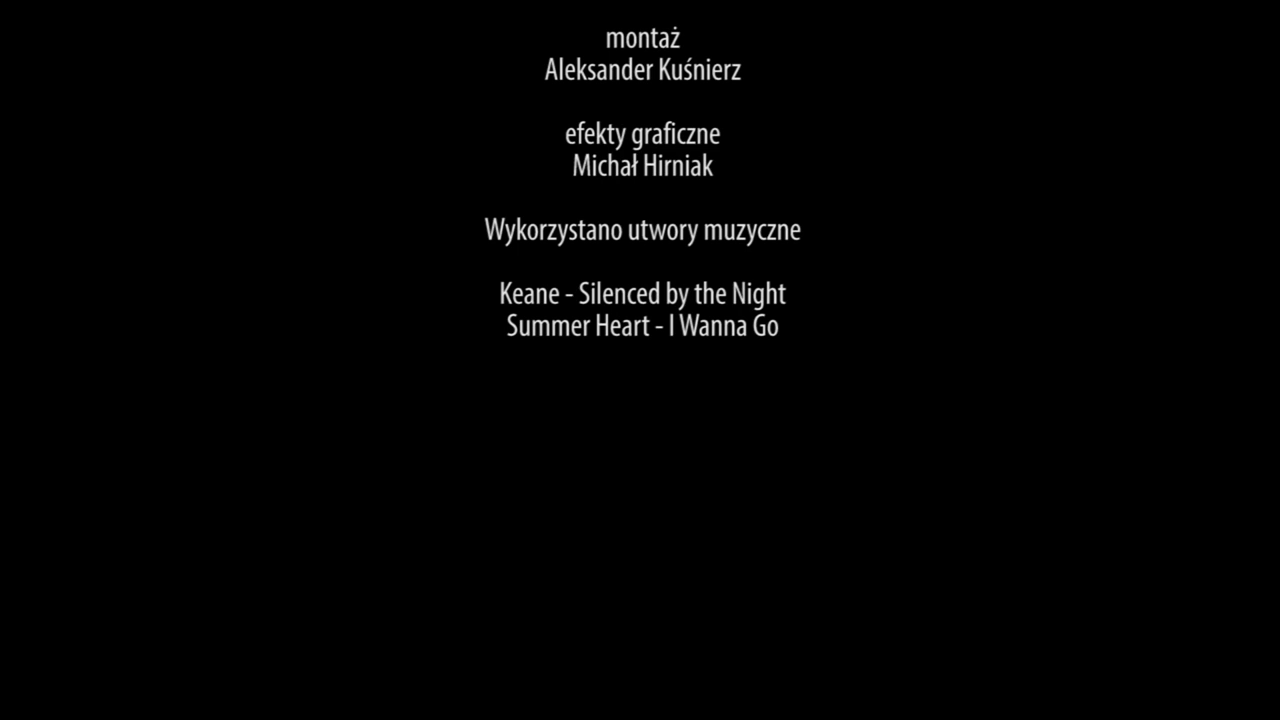 montaż
Aleksander Kuśnierz
efekty graficzne
Michał Hirniak
Wykorzystano utwory muzyczne
Keane - Silenced by the Night
Summer Heart - I Wanna Go